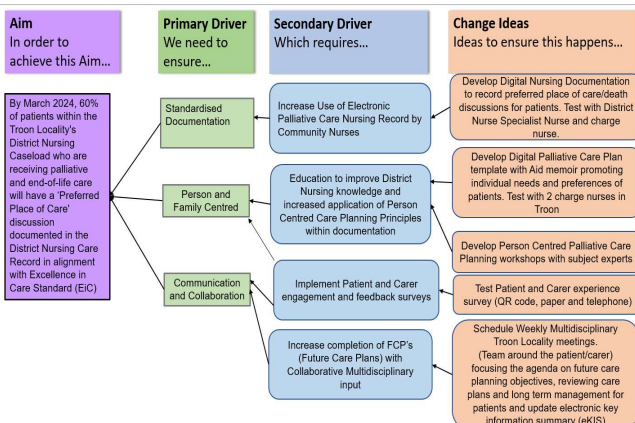 Aim
In order to
achieve this Aim...
Primary Driver
We need to
ensure...
Secondary Driver
Which requires...
Change Ideas
Ideas to ensure this happens...
By March 2024, 60%
of patients within the
Troon Locality's
District Nursing
Caseload who are
receiving palliative
and end-of-life care
will have a 'Preferred
Place of Care'
discussion
documented in the
District Nursing Care
Record in alignment
with Excellence in
Care Standard (EiC)
Standardised
Documentation
Person and
Family Centred
Communication
and Collaboration
Increase Use of Electronic
Palliative Care Nursing Record by
Community Nurses
Education to improve District
Nursing knowledge and
increased application of Person
Centred Care Planning Principles
within documentation
Implement Patient and Carer
engagement and feedback surveys
Increase completion of FCP's
(Future Care Plans) with
Collaborative Multidisciplinary
input
Develop Digital Nursing Documentation
to record preferred place of care/death
discussions for patients. Test with District
Nurse Specialist Nurse and charge
nurse.
Develop Digital Palliative Care Plan
template with Aid memoir promoting
individual needs and preferences of
patients. Test with 2 charge nurses in
Troon
Develop Person Centred Palliative Care
Planning workshops with subject experts
Test Patient and Carer experience
survey (QR code, paper and telephone)
Schedule Weekly Multidisciplinary
Troon Locality meetings.
(Team around the patient/carer)
focusing the agenda on future care
planning objectives, reviewing care
plans and long term management for
patients and update electronic key
information summary (eKIS)